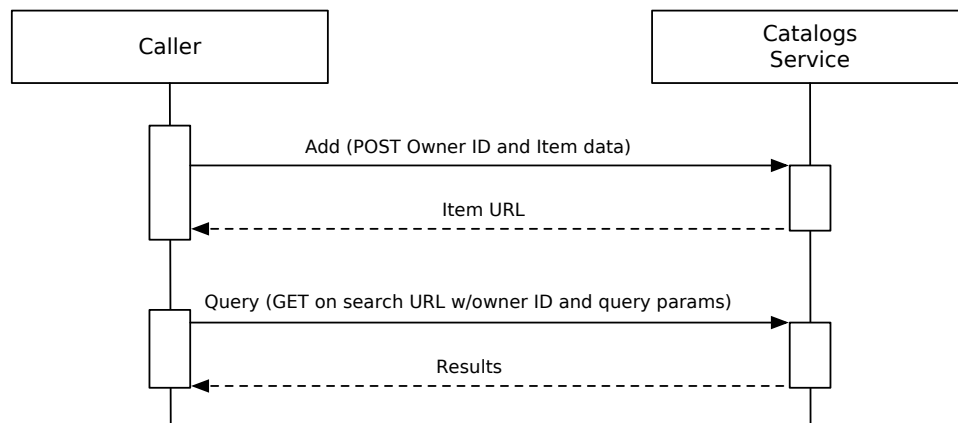 Caller
Catalogs
Service
Add (POST Owner ID and Item data)
Item URL
Query (GET on search URL w/owner ID and query params)
Results